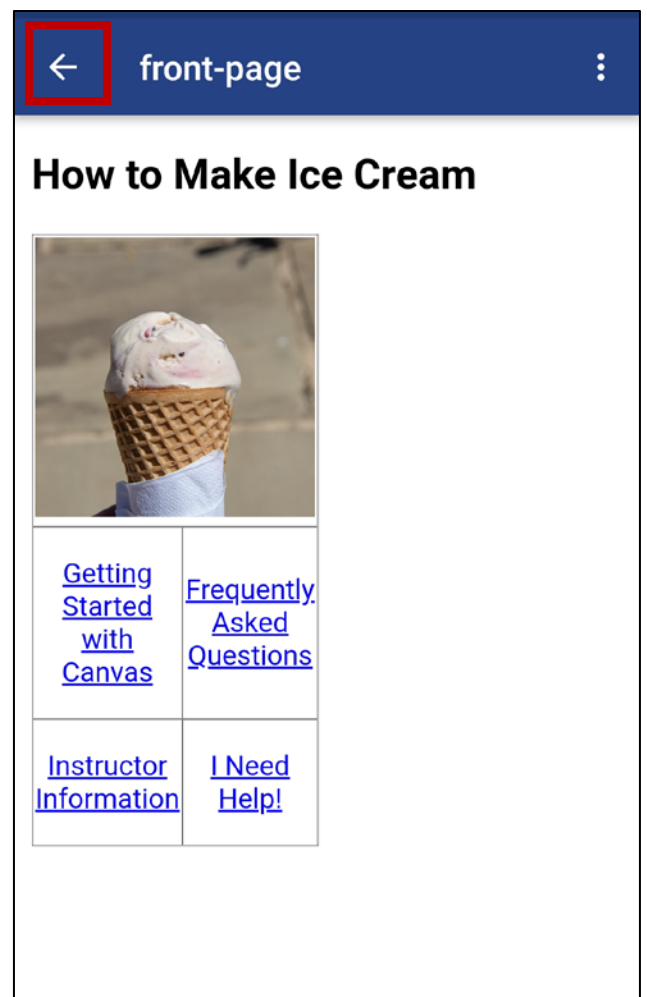 front-page
How to Make Ice Cream
Getting
Started
with
Canvas
Frequently
Asked
Questions
Instructor
Information
I Need
Help!